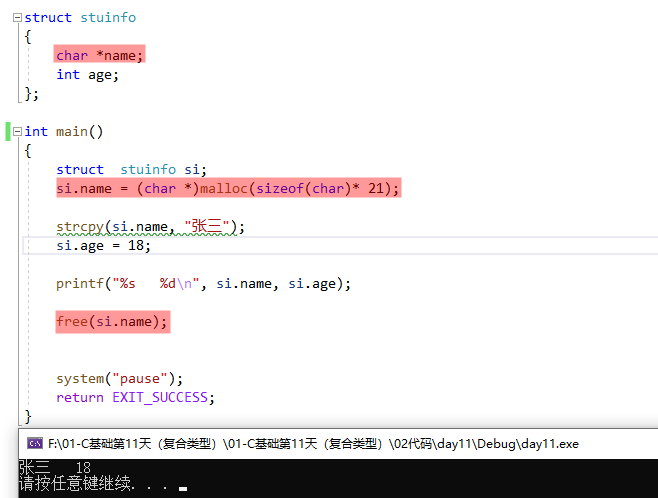 struct stuinfo
{
    char *name;
    int age;
};
int main()
{
    struct  stuinfo si;
    si.name = (char *)malloc(sizeof(char)* 21);
    strcpy(si.name, "张三");
    si.age = 18;
    printf("%s   %d\n", si.name, si.age);
    free(si.name);
    system("pause");
    return EXIT_SUCCESS;
}
F:\01-C基础第11天（复合类型）\01-C基础第11天（复合类型）\02代码\day11\Debug\day11.exe
张三   18
请按任意键继续. . .